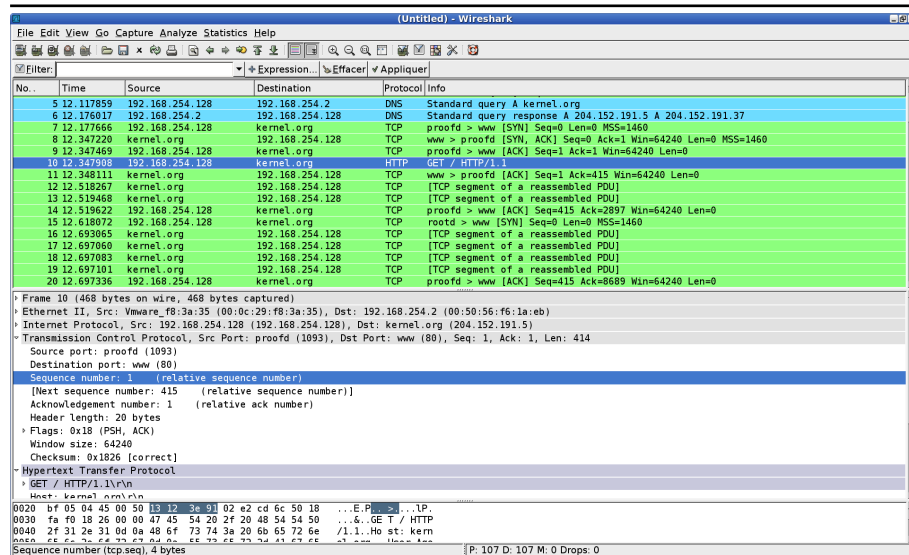 (Untitled) - Wireshark
File Edit View Go Capture Analyze Statistics Help
Filter: Expression... Effacer Appliquer
No.. Time Source Destination Protocol Info
5 12.117859 192.168.254.128 192.168.254.2 DNS Standard query A kernel.org
6 12.176017 192.168.254.2 192.168.254.128 DNS Standard query response A 204.152.191.5 A 204.152.191.37
7 12.177666 192.168.254.128 kernel.org TCP proofd > www [SYN] Seq=0 Len=0 MSS=1460
8 12.347220 kernel.org 192.168.254.128 TCP www > proofd [SYN, ACK] Seq=0 Ack=1 Win=64240 Len=0 MSS=1460
9 12.347469 192.168.254.128 kernel.org TCP proofd > www [ACK] Seq=1 Ack=1 Win=64240 Len=0
10 12.347908 192.168.254.128 kernel.org HTTP GET / HTTP/1.1
11 12.348111 kernel.org 192.168.254.128 TCP www > proofd [ACK] Seq=1 Ack=415 Win=64240 Len=0
12 12.518267 kernel.org 192.168.254.128 TCP [TCP segment of a reassembled PDU]
13 12.519468 kernel.org 192.168.254.128 TCP [TCP segment of a reassembled PDU]
14 12.519622 192.168.254.128 kernel.org TCP proofd > www [ACK] Seq=415 Ack=2897 Win=64240 Len=0
15 12.618072 192.168.254.128 kernel.org TCP rootd > www [SYN] Seq=0 Len=0 MSS=1460
16 12.693065 kernel.org 192.168.254.128 TCP [TCP segment of a reassembled PDU]
17 12.697060 kernel.org 192.168.254.128 TCP [TCP segment of a reassembled PDU]
18 12.697083 kernel.org 192.168.254.128 TCP [TCP segment of a reassembled PDU]
19 12.697101 kernel.org 192.168.254.128 TCP [TCP segment of a reassembled PDU]
20 12.697336 192.168.254.128 kernel.org TCP proofd > www [ACK] Seq=415 Ack=8689 Win=64240 Len=0
Frame 10 (468 bytes on wire, 468 bytes captured)
Ethernet II, Src: Vmware_f8:3a:35 (00:0c:29:f8:3a:35), Dst: 192.168.254.2 (00:50:56:f6:1a:eb)
Internet Protocol, Src: 192.168.254.128 (192.168.254.128), Dst: kernel.org (204.152.191.5)
Transmission Control Protocol, Src Port: proofd (1093), Dst Port: www (80), Seq: 1, Ack: 1, Len: 414
Source port: proofd (1093)
Destination port: www (80)
Sequence number: 1 (relative sequence number)
[Next sequence number: 415 (relative sequence number)]
Acknowledgement number: 1 (relative ack number)
Header length: 20 bytes
Flags: 0x18 (PSH, ACK)
Window size: 64240
Checksum: 0x1826 [correct]
Hypertext Transfer Protocol
GET / HTTP/1.1\r\n
Host: kernel.org\r\n
0020 bf 05 04 45 00 50 13 12 3e 91 02 e2 cd 6c 50 18 ...E.P.. >....lP.
0030 fa f0 18 26 00 00 47 45 54 20 2f 20 48 54 54 50 ...&..GE T / HTTP
0040 2f 31 2e 31 0d 0a 48 6f 73 74 3a 20 6b 65 72 6e /1.1..Ho st: kern
Sequence number (tcp.seq), 4 bytes P: 107 D: 107 M: 0 Drops: 0